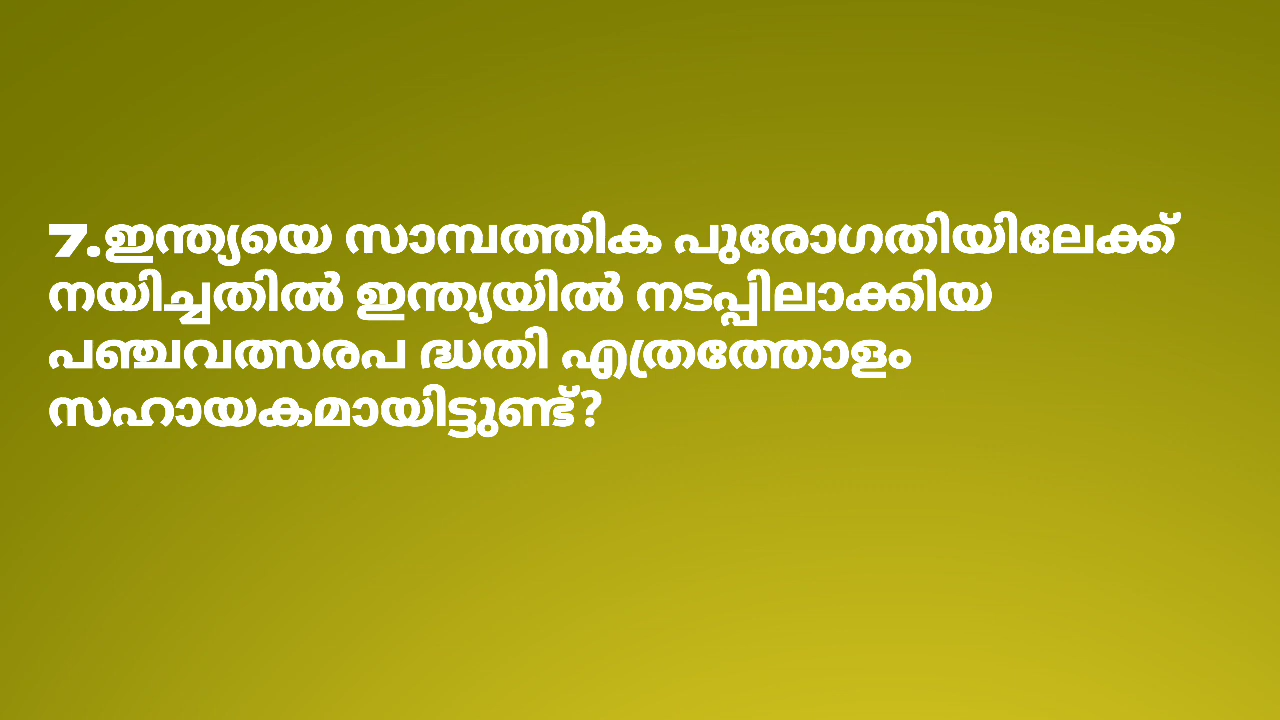 7.ഇന്ത്യയെ സാമ്പത്തിക പുരോഗതിയിലേക്ക്
നയിച്ചതിൽ ഇന്ത്യയിൽ നടപ്പിലാക്കിയ
പഞ്ചവത്സരപ ദ്ധതി എത്രത്തോളം
സഹായകമായിട്ടുണ്ട്?